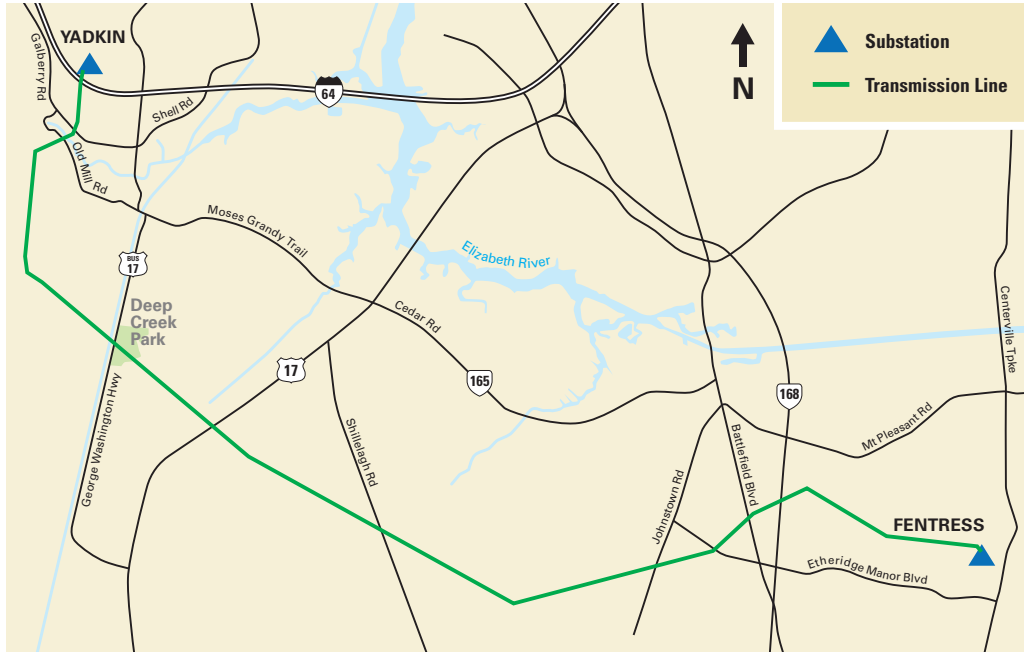 YADKIN
Galberry Rd
64
N
Substation
Transmission Line
Shell Rd
Old Mill Rd
Moses Grandy Trail
BUS
17
Elizabeth River
Deep
Creek
Park
Cedar Rd
Centerville Tpke
17
165
168
George Washington Hwy
Shillelagh Rd
Mt Pleasant Rd
Battlefield Blvd
Johnstown Rd
FENTRESS
Etheridge Manor Blvd